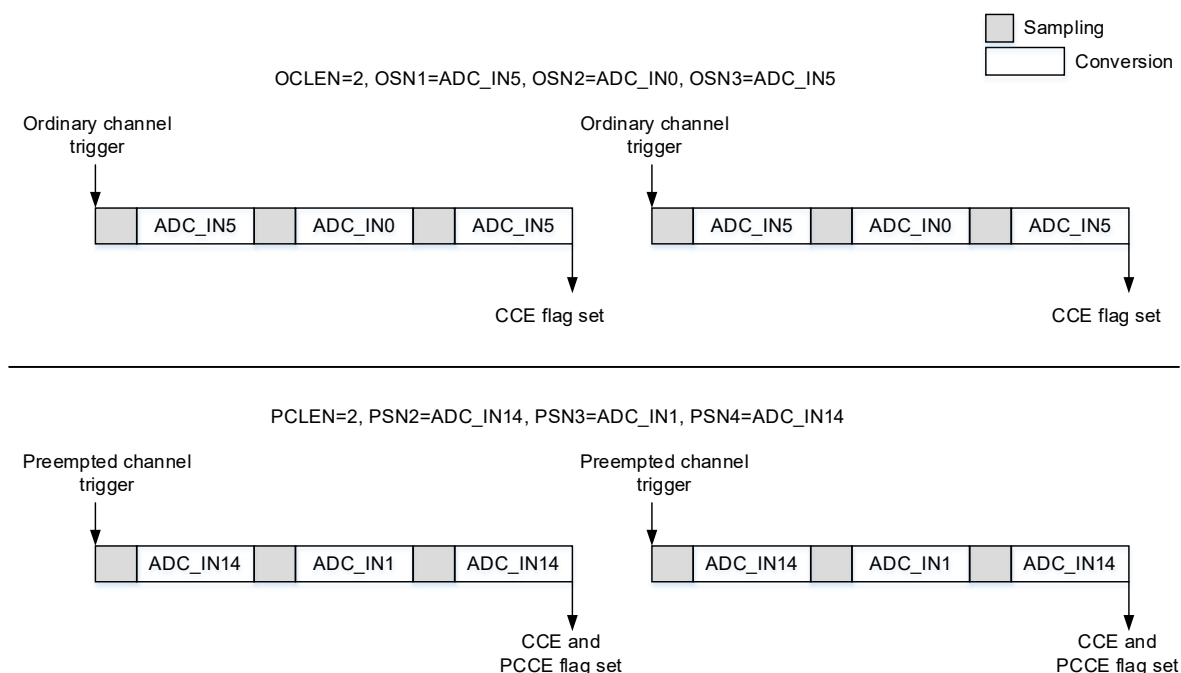 Sampling
Conversion
OCLEN=2, OSN1=ADC_IN5, OSN2=ADC_IN0, OSN3=ADC_IN5
Ordinary channel
trigger
Ordinary channel
trigger
ADC_IN5
ADC_IN0
ADC_IN5
ADC_IN5
ADC_IN0
ADC_IN5
CCE flag set
CCE flag set
PCLEN=2, PSN2=ADC_IN14, PSN3=ADC_IN1, PSN4=ADC_IN14
Preempted channel
trigger
Preempted channel
trigger
ADC_IN14
ADC_IN1
ADC_IN14
ADC_IN14
ADC_IN1
ADC_IN14
CCE and
PCCE flag set
CCE and
PCCE flag set